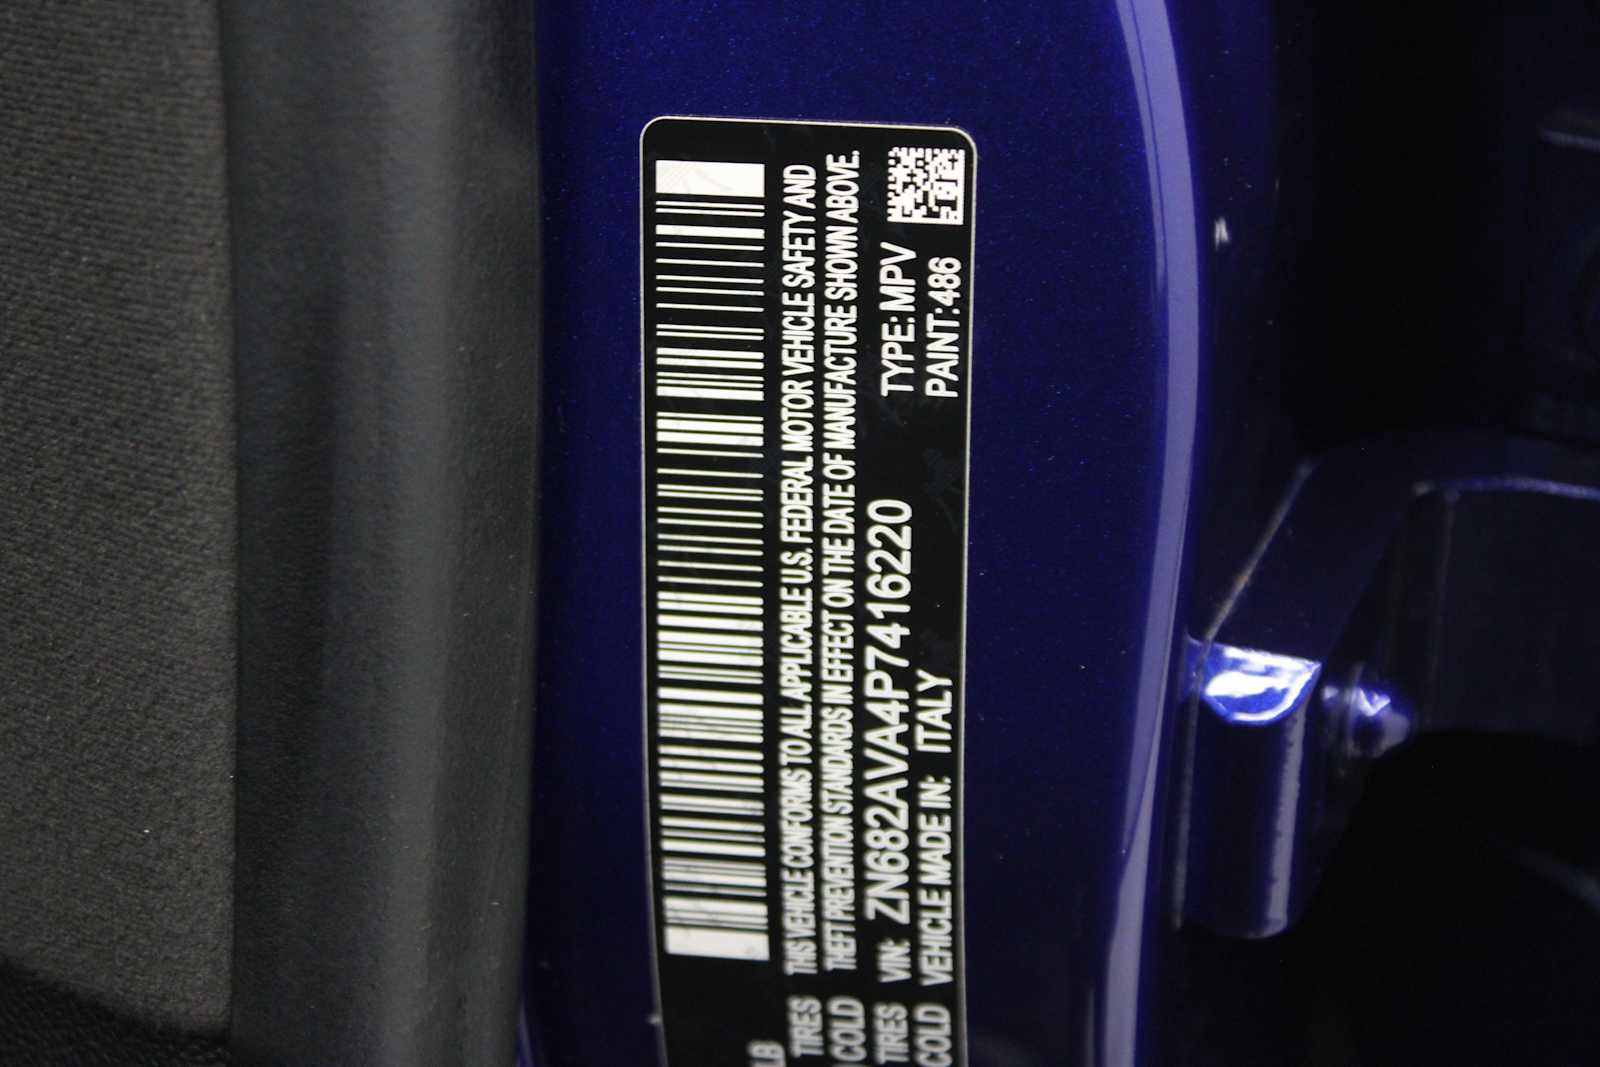 THIS VEHICLE CONFORMS TO ALL APPLICABLE U.S. FEDERAL MOTOR VEHICLE SAFETY AND
THEFT PREVENTION STANDARDS IN EFFECT ON THE DATE OF MANUFACTURE SHOWN ABOVE.
VIN: ZN682AVA4P7416220 TYPE: MPV
VEHICLE MADE IN: ITALY PAINT:486
LB
TIRES
COLD
TIRES
COLD